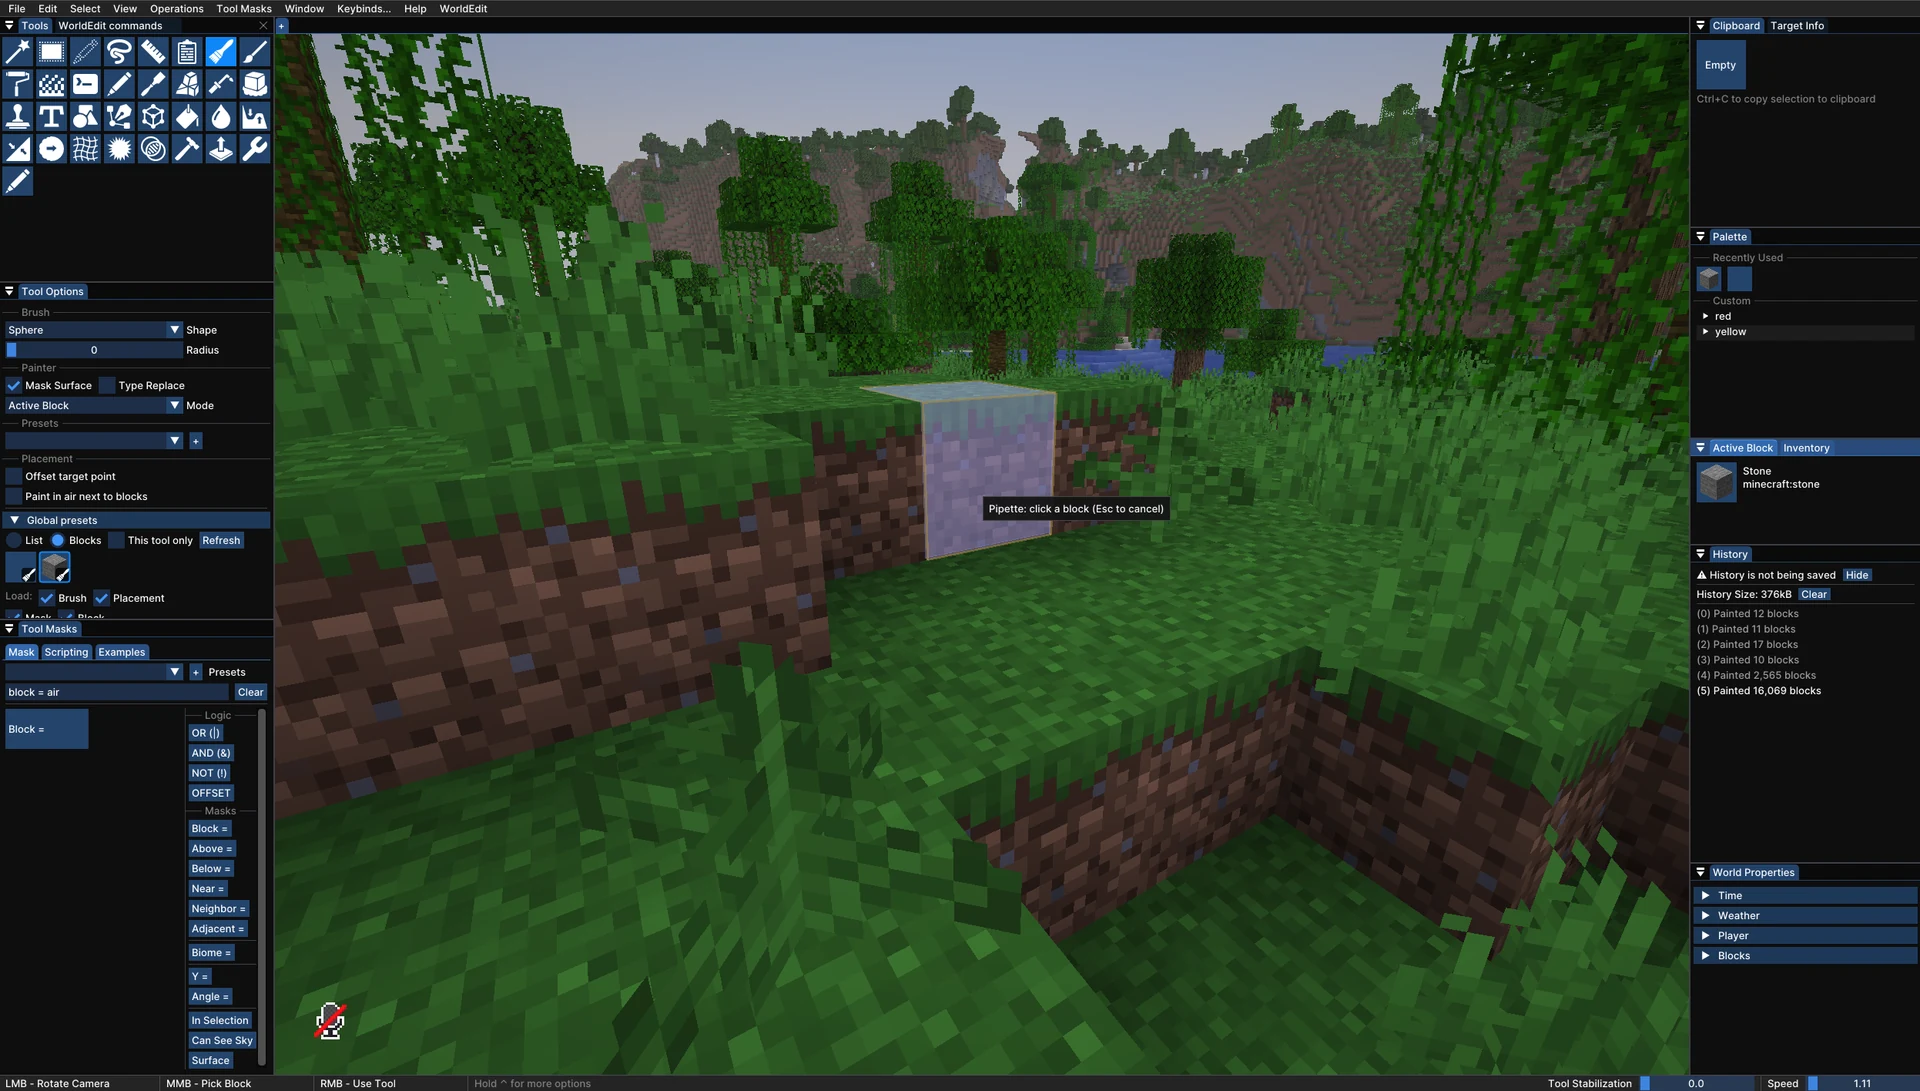 File Edit Select View Operations Tool Masks Window Keybinds... Help WorldEdit
Tools WorldEdit commands
Tool Options
Brush
Sphere Shape
0 Radius
Painter
Mask Surface Type Replace
Active Block Mode
Presets
+
Placement
Offset target point
Paint in air next to blocks
Global presets
List Blocks This tool only Refresh
Load: Brush Placement
Mask Block
Tool Masks
Mask Scripting Examples
+ Presets
block = air Clear
Block =
Logic
OR (|)
AND (&)
NOT (!)
OFFSET
Masks
Block =
Above =
Below =
Near =
Neighbor =
Adjacent =
Biome =
Y =
Angle =
In Selection
Can See Sky
Surface
+
Pipette: click a block (Esc to cancel)
Clipboard Target Info
Empty
Ctrl+C to copy selection to clipboard
Palette
Recently Used
Custom
red
yellow
Active Block Inventory
Stone
minecraft:stone
History
History is not being saved Hide
History Size: 376kB Clear
(0) Painted 12 blocks
(1) Painted 11 blocks
(2) Painted 17 blocks
(3) Painted 10 blocks
(4) Painted 2,565 blocks
(5) Painted 16,069 blocks
World Properties
Time
Weather
Player
Blocks
LMB - Rotate Camera MMB - Pick Block RMB - Use Tool Hold ^ for more options Tool Stabilization 0.0 Speed 1.11